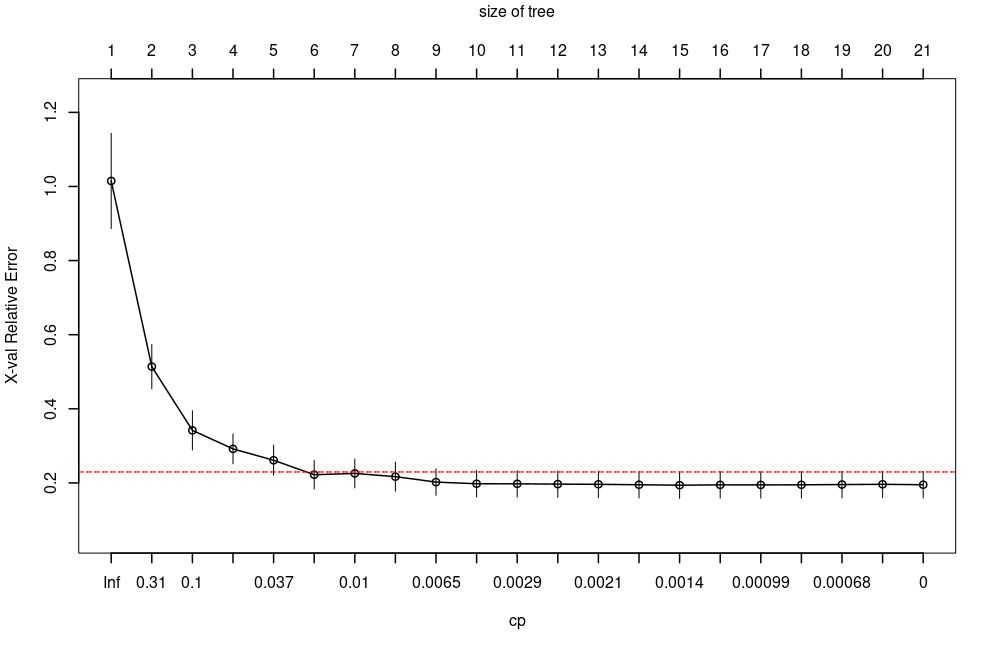 size of tree
1 2 3 4 5 6 7 8 9 10 11 12 13 14 15 16 17 18 19 20 21
X-val Relative Error
1.2
1.0
0.8
0.6
0.4
0.2
Inf 0.31 0.1 0.037 0.01 0.0065 0.0029 0.0021 0.0014 0.00099 0.00068 0
cp